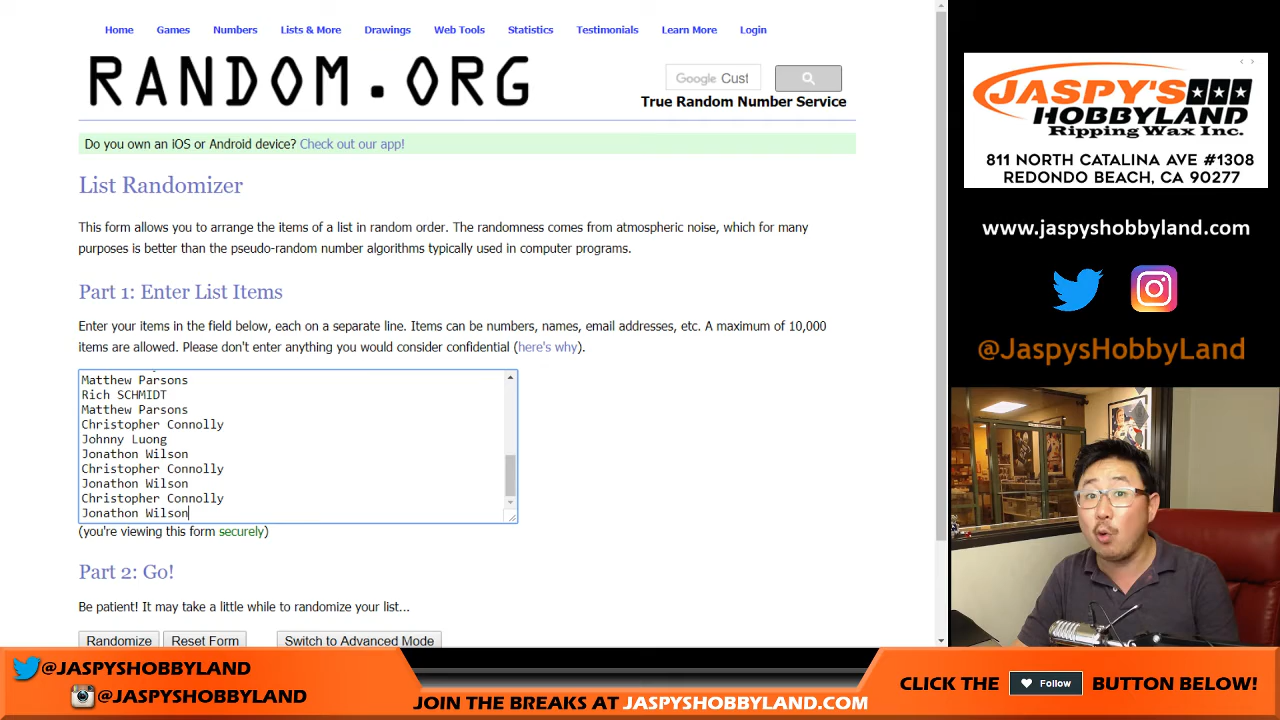 Home Games Numbers Lists & More Drawings Web Tools Statistics Testimonials Learn More Login
RANDOM.ORG
Google Cust
True Random Number Service
Do you own an iOS or Android device? Check out our app!
List Randomizer
This form allows you to arrange the items of a list in random order. The randomness comes from atmospheric noise, which for many
purposes is better than the pseudo-random number algorithms typically used in computer programs.
Part 1: Enter List Items
Enter your items in the field below, each on a separate line. Items can be numbers, names, email addresses, etc. A maximum of 10,000
items are allowed. Please don't enter anything you would consider confidential (here's why).
Matthew Parsons
Rich SCHMIDT
Matthew Parsons
Christopher Connolly
Johnny Luong
Jonathon Wilson
Christopher Connolly
Jonathon Wilson
Christopher Connolly
Jonathon Wilson
(you're viewing this form securely)
Part 2: Go!
Be patient! It may take a little while to randomize your list...
Randomize Reset Form Switch to Advanced Mode
JASPY'S
HOBBYLAND
Ripping Wax Inc.
811 NORTH CATALINA AVE #1308
REDONDO BEACH, CA 90277
www.jaspyshobbyland.com
@JaspysHobbyLand
@JASPYSHOBBYLAND
@JASPYSHOBBYLAND
JOIN THE BREAKS AT JASPYSHOBBYLAND.COM
CLICK THE Follow BUTTON BELOW!